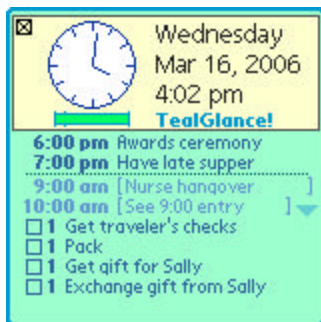 Wednesday
Mar 16, 2006
4:02 pm
TealGlance!
6:00 pm Awards ceremony
7:00 pm Have late supper
9:00 am [Nurse hangover ]
10:00 am [See 9:00 entry ]
1 Get traveler's checks
1 Pack
1 Get gift for Sally
1 Exchange gift from Sally